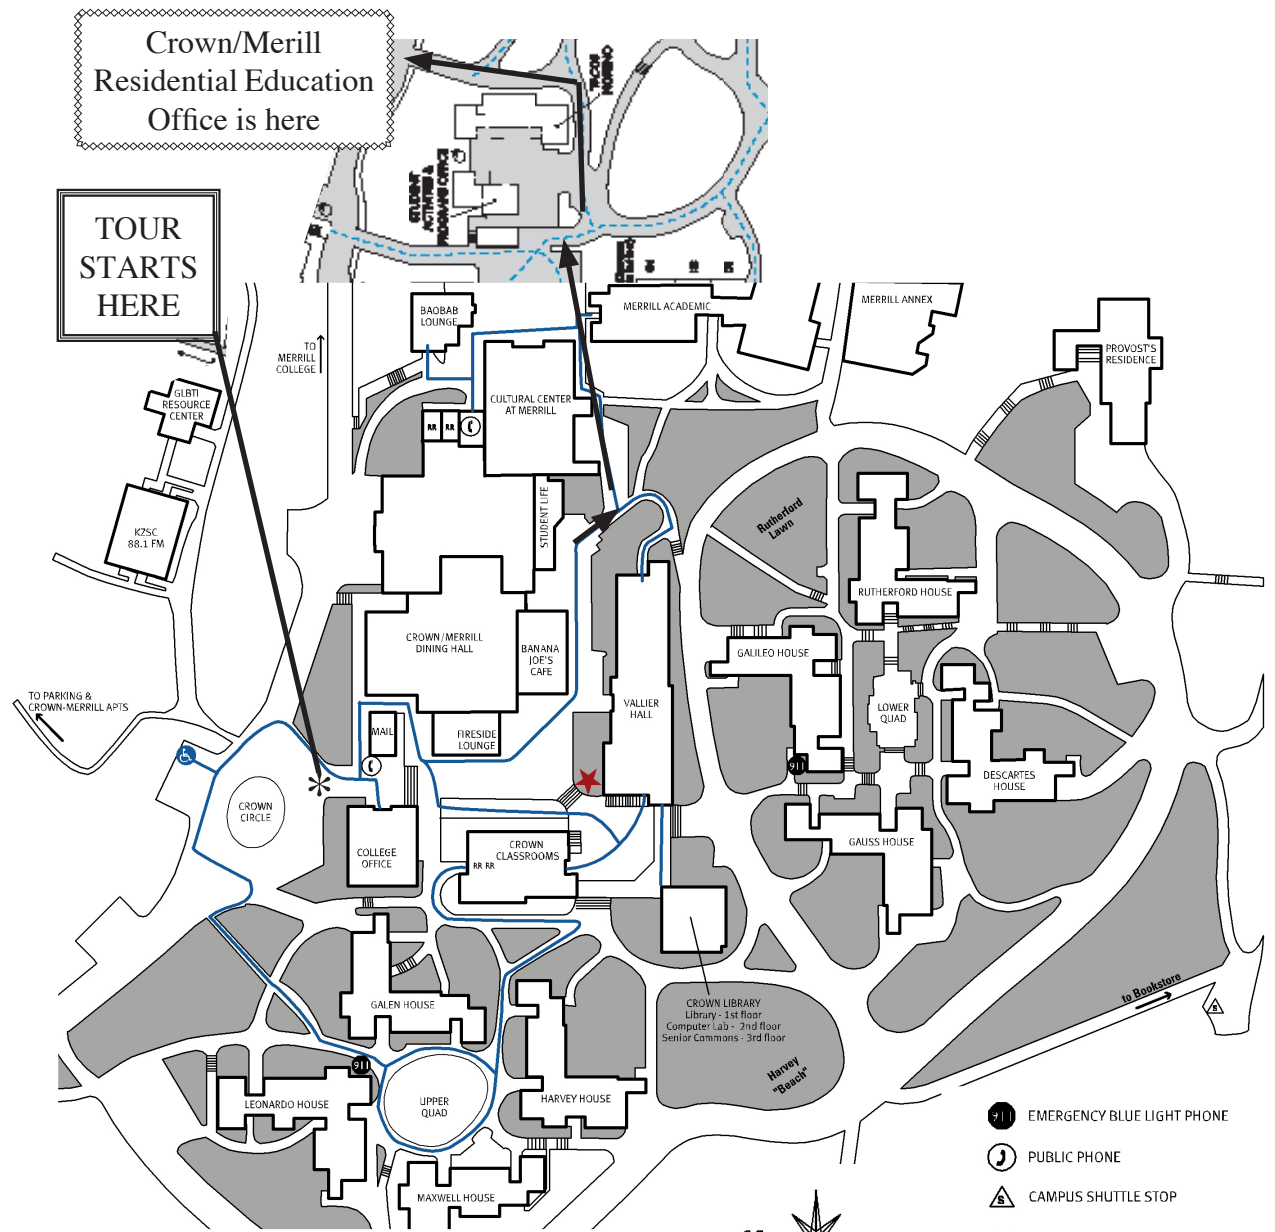 Crown/Merill
Residential Education
Office is here
TACOS
MORENO
STUDENT
ACTIVITIES &
PROGRAMS OFFICE
TOUR
STARTS
HERE
BAOBAB
LOUNGE
MERRILL ACADEMIC
MERRILL ANNEX
PROVOST'S
RESIDENCE
TO
MERRILL
COLLEGE
GLBTI
RESOURCE
CENTER
CULTURAL CENTER
AT MERRILL
RR
RR
KZSC
88.1 FM
STUDENT LIFE
Rutherford
Lawn
RUTHERFORD HOUSE
CROWN/MERRILL
DINING HALL
BANANA
JOE'S
CAFE
GALILEO HOUSE
TO PARKING &
CROWN-MERRILL APTS
VALLIER
HALL
LOWER
QUAD
MAIL
FIRESIDE
LOUNGE
911
DESCARTES
HOUSE
CROWN
CIRCLE
COLLEGE
OFFICE
CROWN
CLASSROOMS
RR RR
GAUSS HOUSE
GALEN HOUSE
CROWN LIBRARY
Library - 1st floor
Computer Lab - 2nd floor
Senior Commons - 3rd floor
to Bookstore
S
911
Harvey
"Beach"
LEONARDO HOUSE
UPPER
QUAD
HARVEY HOUSE
MAXWELL HOUSE
911 EMERGENCY BLUE LIGHT PHONE
PUBLIC PHONE
S CAMPUS SHUTTLE STOP